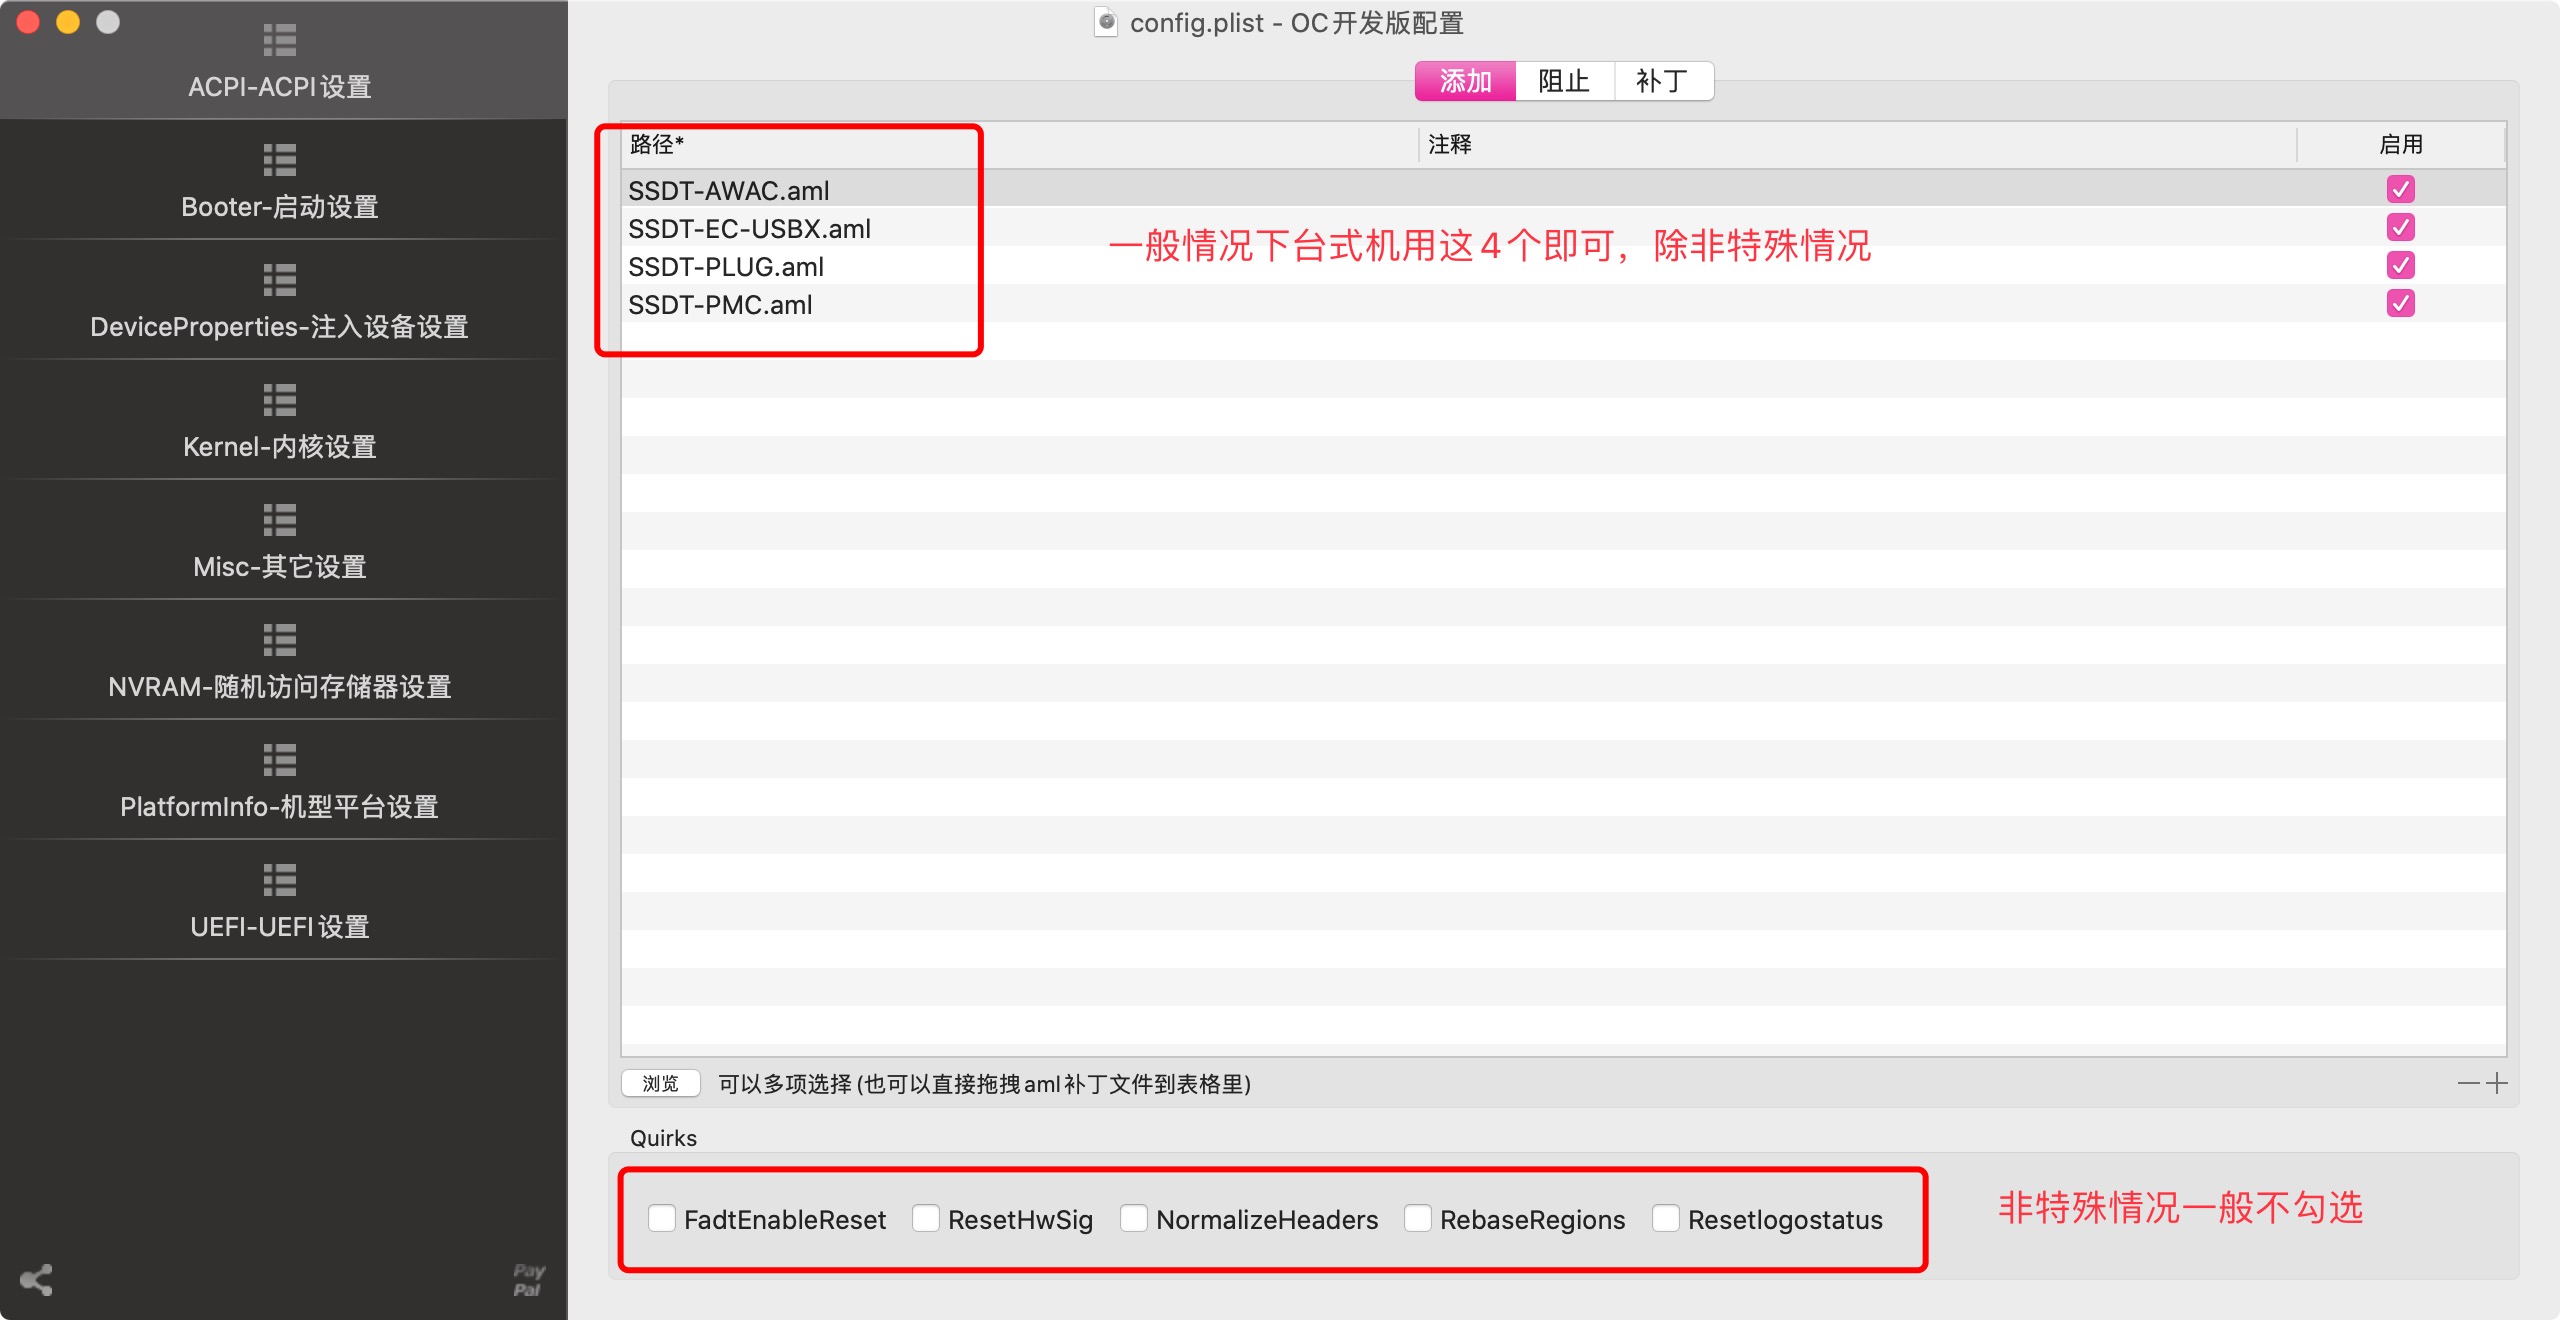 config.plist - OC开发版配置
ACPI-ACPI设置
Booter-启动设置
DeviceProperties-注入设备设置
Kernel-内核设置
Misc-其它设置
NVRAM-随机访问存储器设置
PlatformInfo-机型平台设置
UEFI-UEFI设置
Pay
Pal
添加 阻止 补丁
路径* 注释 启用
SSDT-AWAC.aml
SSDT-EC-USBX.aml
一般情况下台式机用这4个即可，除非特殊情况
SSDT-PLUG.aml
SSDT-PMC.aml
浏览 可以多项选择(也可以直接拖拽aml补丁文件到表格里)
Quirks
FadtEnableReset ResetHwSig NormalizeHeaders RebaseRegions Resetlogostatus
非特殊情况一般不勾选